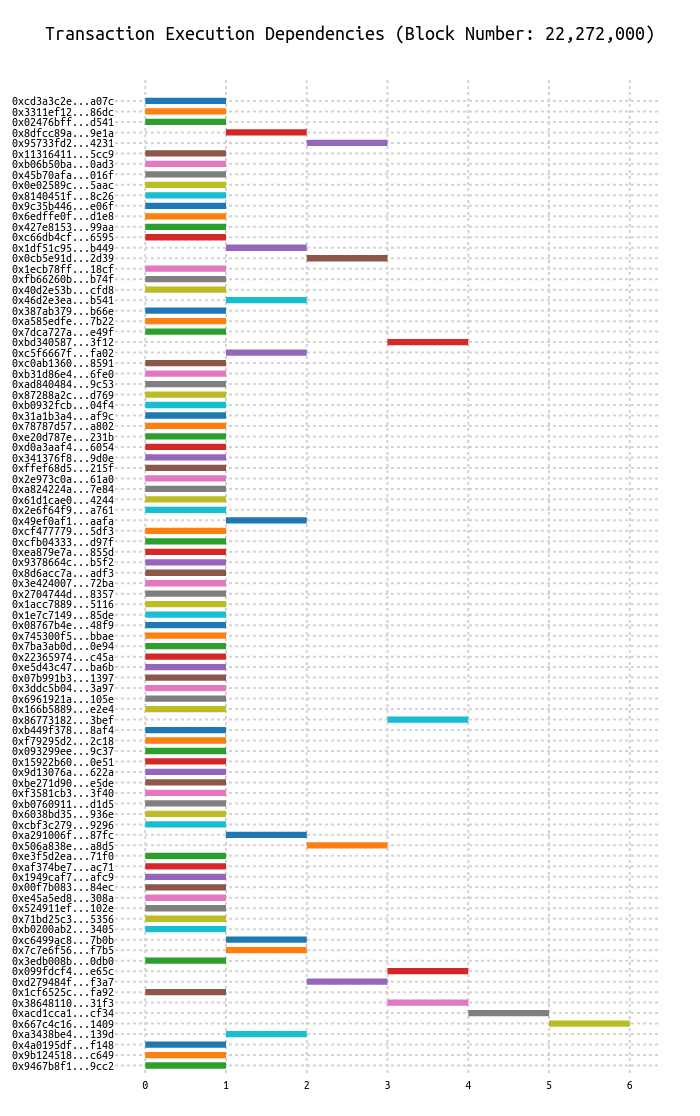 Transaction Execution Dependencies (Block Number: 22,272,000)
0xcd3a3c2e...a07c
0x3311ef12...86dc
0x02476bff...d541
0x8dfcc89a...9e1a
0x95733fd2...4231
0x11316411...5cc9
0xb06b50ba...0ad3
0x45b70afa...016f
0x0e02589c...5aac
0x8140451f...8c26
0x9c35b446...e06f
0x6edffe0f...d1e8
0x427e8153...99aa
0xc66db4cf...6595
0x1df51c95...b449
0x0cb5e91d...2d39
0x1ecb78ff...18cf
0xfb66260b...b74f
0x40d2e53b...cfd8
0x46d2e3ea...b541
0x387ab379...b66e
0xa585edfe...7b22
0x7dca727a...e49f
0xbd340587...3f12
0xc5f6667f...fa02
0xc0ab1360...8591
0xb31d86e4...6fe0
0xad840484...9c53
0x87288a2c...d769
0xb0932fcb...04f4
0x31a1b3a4...af9c
0x78787d57...a802
0xe20d787e...231b
0xd0a3aaf4...6054
0x341376f8...9d0e
0xffef68d5...215f
0x2e973c0a...61a0
0xa824224a...7e84
0x61d1cae0...4244
0x2e6f64f9...a761
0x49ef0af1...aafa
0xcf477779...5df3
0xcfb04333...d97f
0xea879e7a...855d
0x9378664c...b5f2
0x8d6acc7a...adf3
0x3e424007...72ba
0x2704744d...8357
0x1acc7889...5116
0x1e7c7149...85de
0x08767b4e...48f9
0x745300f5...bbae
0x7ba3ab0d...0e94
0x22365974...c45a
0xe5d43c47...ba6b
0x07b991b3...1397
0x3ddc5b04...3a97
0x6961921a...105e
0x166b5889...e2e4
0x86773182...3bef
0xb449f378...8af4
0xf79295d2...2c18
0x093299ee...9c37
0x15922b60...0e51
0x9d13076a...622a
0xbe271d90...e5de
0xf3581cb3...3f40
0xb0760911...d1d5
0x6038bd35...936e
0xcbf3c279...9296
0xa291006f...87fc
0x506a838e...a8d5
0xe3f5d2ea...71f0
0xaf374be7...ac71
0x1949caf7...afc9
0x00f7b083...84ec
0xe45a5ed8...308a
0x524911ef...102e
0x71bd25c3...5356
0xb0200ab2...3405
0xc6499ac8...7b0b
0x7c7e6f56...f7b5
0x3edb008b...0db0
0x099fdcf4...e65c
0xd279484f...f3a7
0x1cf6525c...fa92
0x38648110...31f3
0xacd1cca1...cf34
0x667c4c16...1409
0xa3438be4...139d
0x4a0195df...f148
0x9b124518...c649
0x9467b8f1...9cc2
0 1 2 3 4 5 6